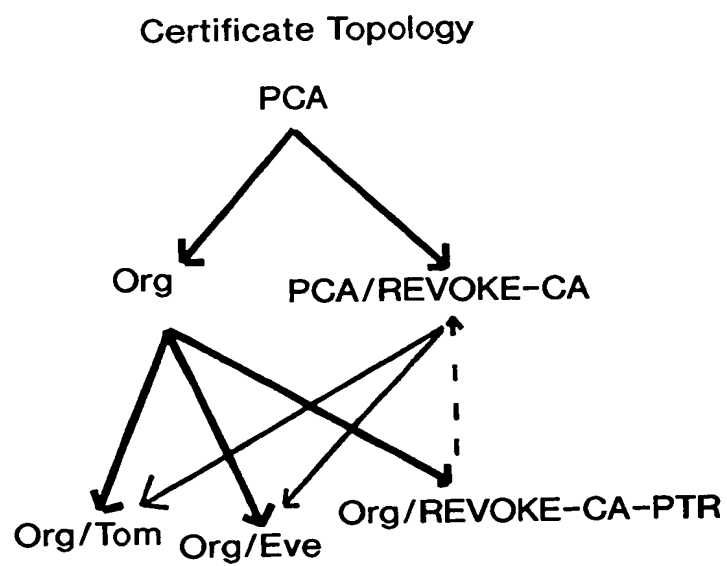 Certificate Topology
PCA
Org
PCA/REVOKE-CA
Org/Tom
Org/Eve
Org/REVOKE-CA-PTR